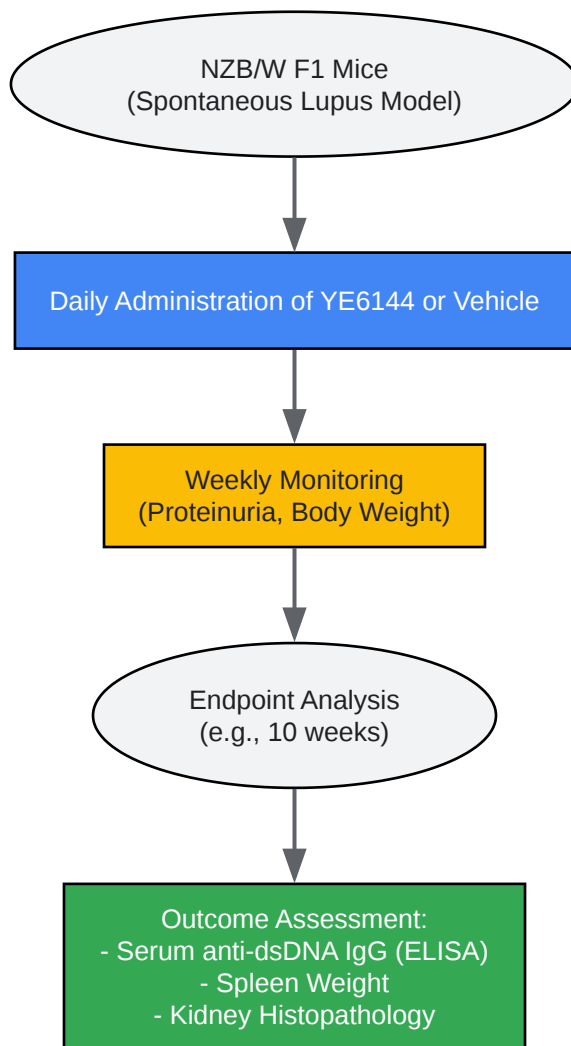 NZB/W F1 Mice
(Spontaneous Lupus Model)
Daily Administration of YE6144 or Vehicle
Weekly Monitoring
(Proteinuria, Body Weight)
Endpoint Analysis
(e.g., 10 weeks)
Outcome Assessment:
- Serum anti-dsDNA IgG (ELISA)
- Spleen Weight
- Kidney Histopathology